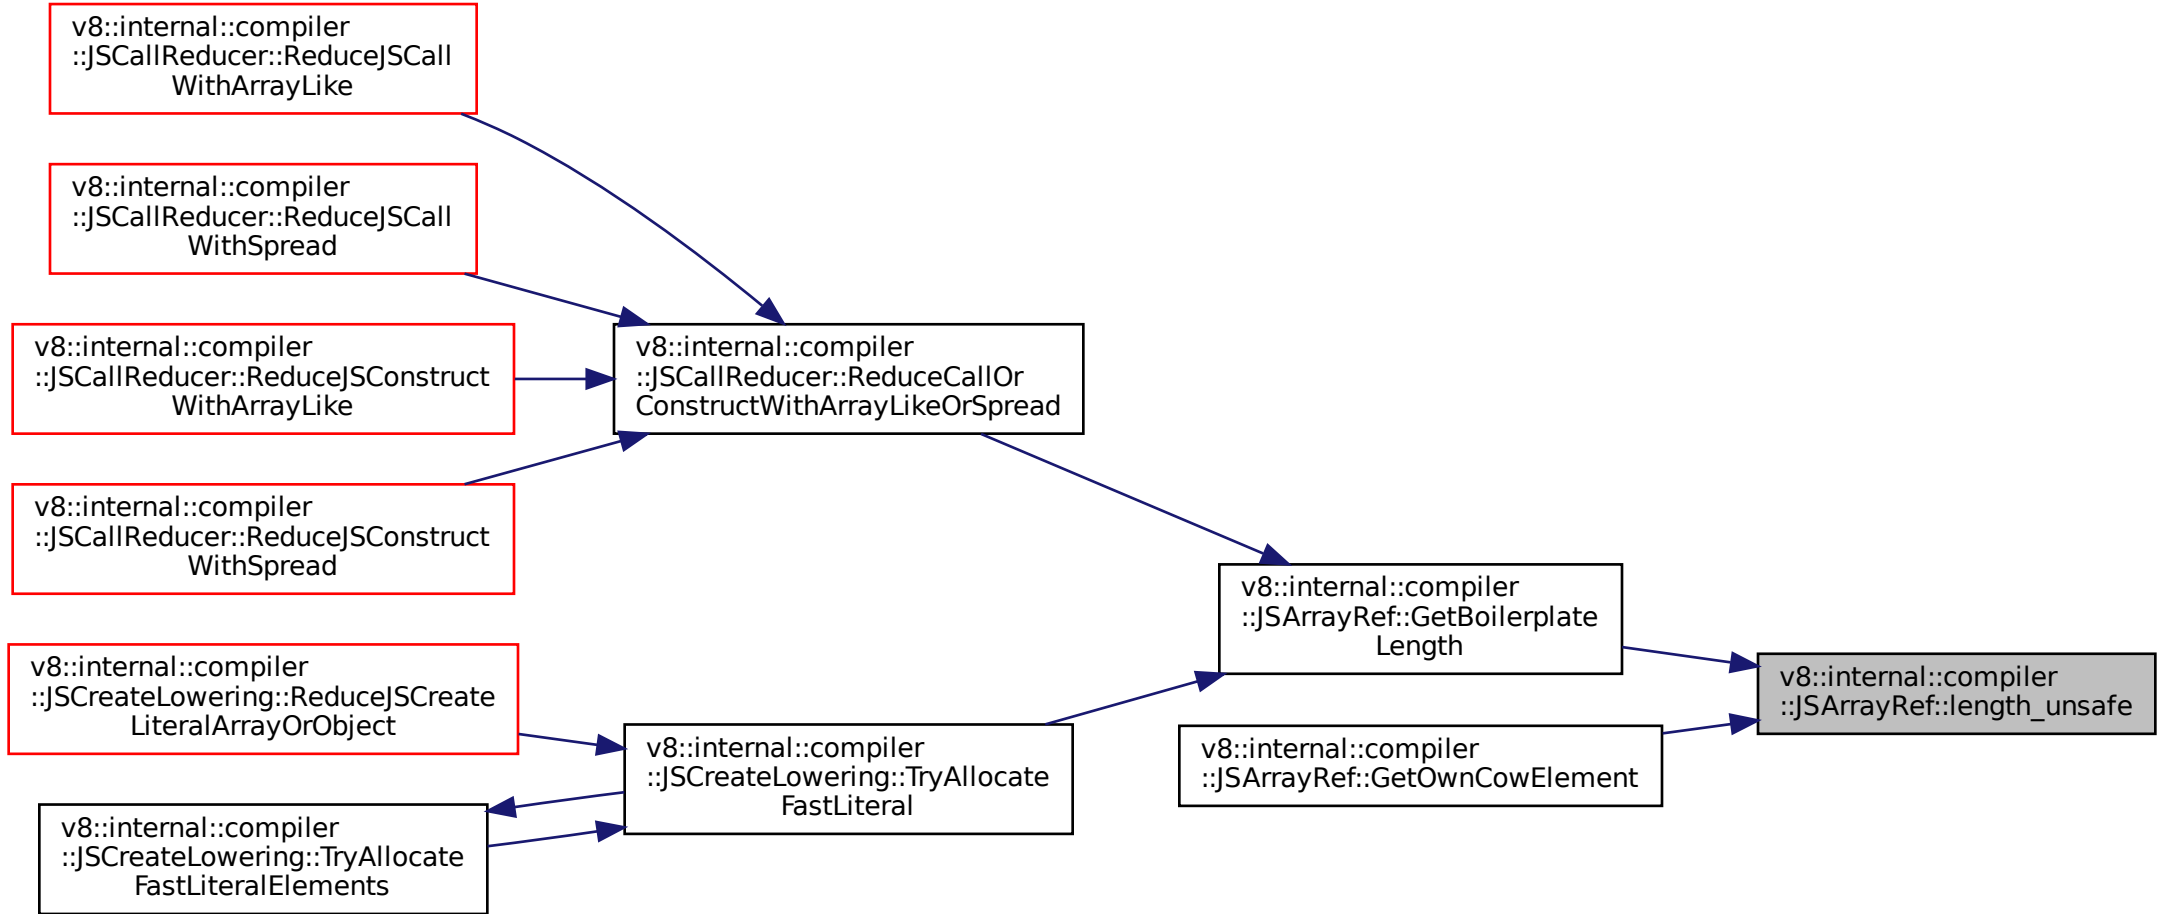 v8::internal::compiler
::JSCallReducer::ReduceJSCall
WithArrayLike
v8::internal::compiler
::JSCallReducer::ReduceJSCall
WithSpread
v8::internal::compiler
::JSCallReducer::ReduceJSConstruct
WithArrayLike
v8::internal::compiler
::JSCallReducer::ReduceCallOr
ConstructWithArrayLikeOrSpread
v8::internal::compiler
::JSCallReducer::ReduceJSConstruct
WithSpread
v8::internal::compiler
::JSArrayRef::GetBoilerplate
Length
v8::internal::compiler
::JSArrayRef::length_unsafe
v8::internal::compiler
::JSCreateLowering::ReduceJSCreate
LiteralArrayOrObject
v8::internal::compiler
::JSCreateLowering::TryAllocate
FastLiteral
v8::internal::compiler
::JSArrayRef::GetOwnCowElement
v8::internal::compiler
::JSCreateLowering::TryAllocate
FastLiteralElements